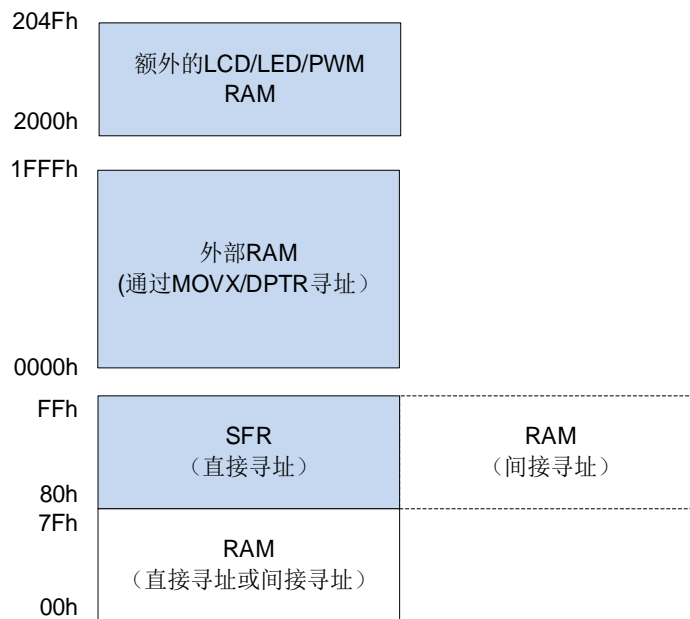 204Fh
额外的LCD/LED/PWM
RAM
2000h
1FFFh
外部RAM
(通过MOVX/DPTR寻址）
0000h
FFh
SFR
（直接寻址）
RAM
（间接寻址）
80h
7Fh
RAM
（直接寻址或间接寻址）
00h